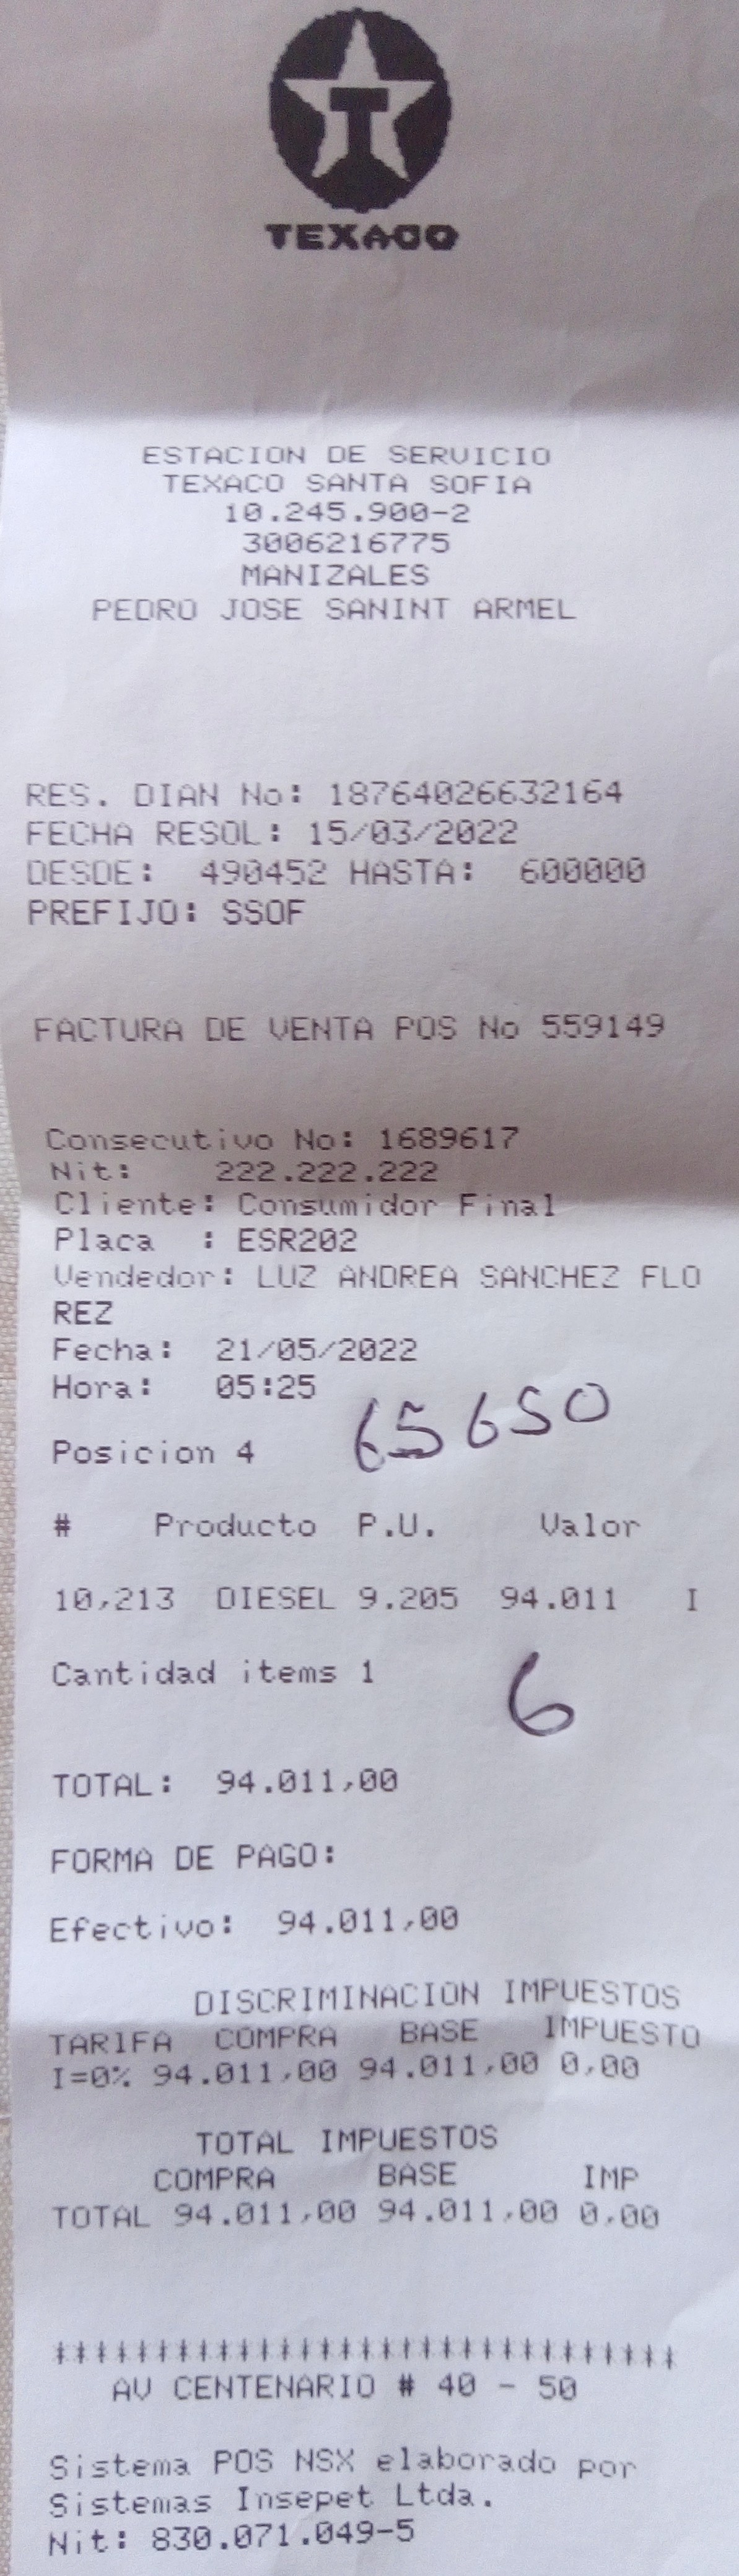 TEXACO
ESTACION DE SERVICIO
TEXACO SANTA SOFIA
10.245.900-2
3006216775
MANIZALES
PEDRO JOSE SANINT ARMEL
RES. DIAN No: 18764026632164
FECHA RESOL: 15/03/2022
DESDE: 490452 HASTA: 600000
PREFIJO: SSOF
FACTURA DE VENTA POS No 559149
Consecutivo No: 1689617
Nit: 222.222.222
Cliente: Consumidor Final
Placa : ESR202
Vendedor: LUZ ANDREA SANCHEZ FLO
REZ
Fecha: 21/05/2022
Hora: 05:25
65650
Posicion 4
# Producto P.U. Valor
10,213 DIESEL 9.205 94.011 I
Cantidad items 1
6
TOTAL: 94.011,00
FORMA DE PAGO:
Efectivo: 94.011,00
DISCRIMINACION IMPUESTOS
TARIFA COMPRA BASE IMPUESTO
I=0% 94.011,00 94.011,00 0,00
TOTAL IMPUESTOS
COMPRA BASE IMP
TOTAL 94.011,00 94.011,00 0,00
*******************************
AV CENTENARIO # 40 - 50
Sistema POS NSX elaborado por
Sistemas Insepet Ltda.
Nit: 830.071.049-5